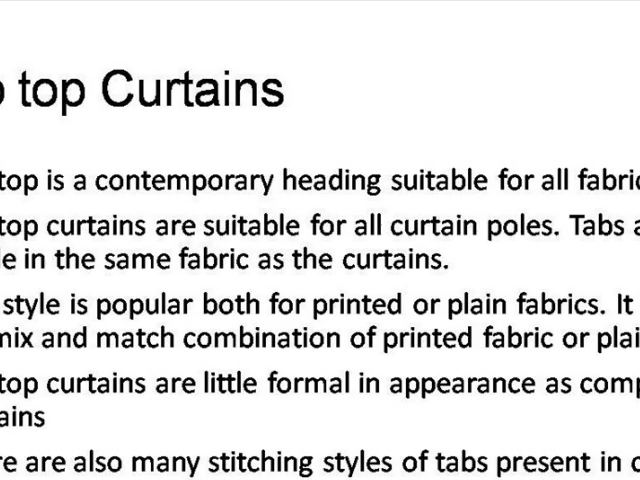 top Curtains
top is a contemporary heading suitable for all fabric
top curtains are suitable for all curtain poles. Tabs a
le in the same fabric as the curtains.
style is popular both for printed or plain fabrics. It
mix and match combination of printed fabric or plai
top curtains are little formal in appearance as comp
ains
re are also many stitching styles of tabs present in c